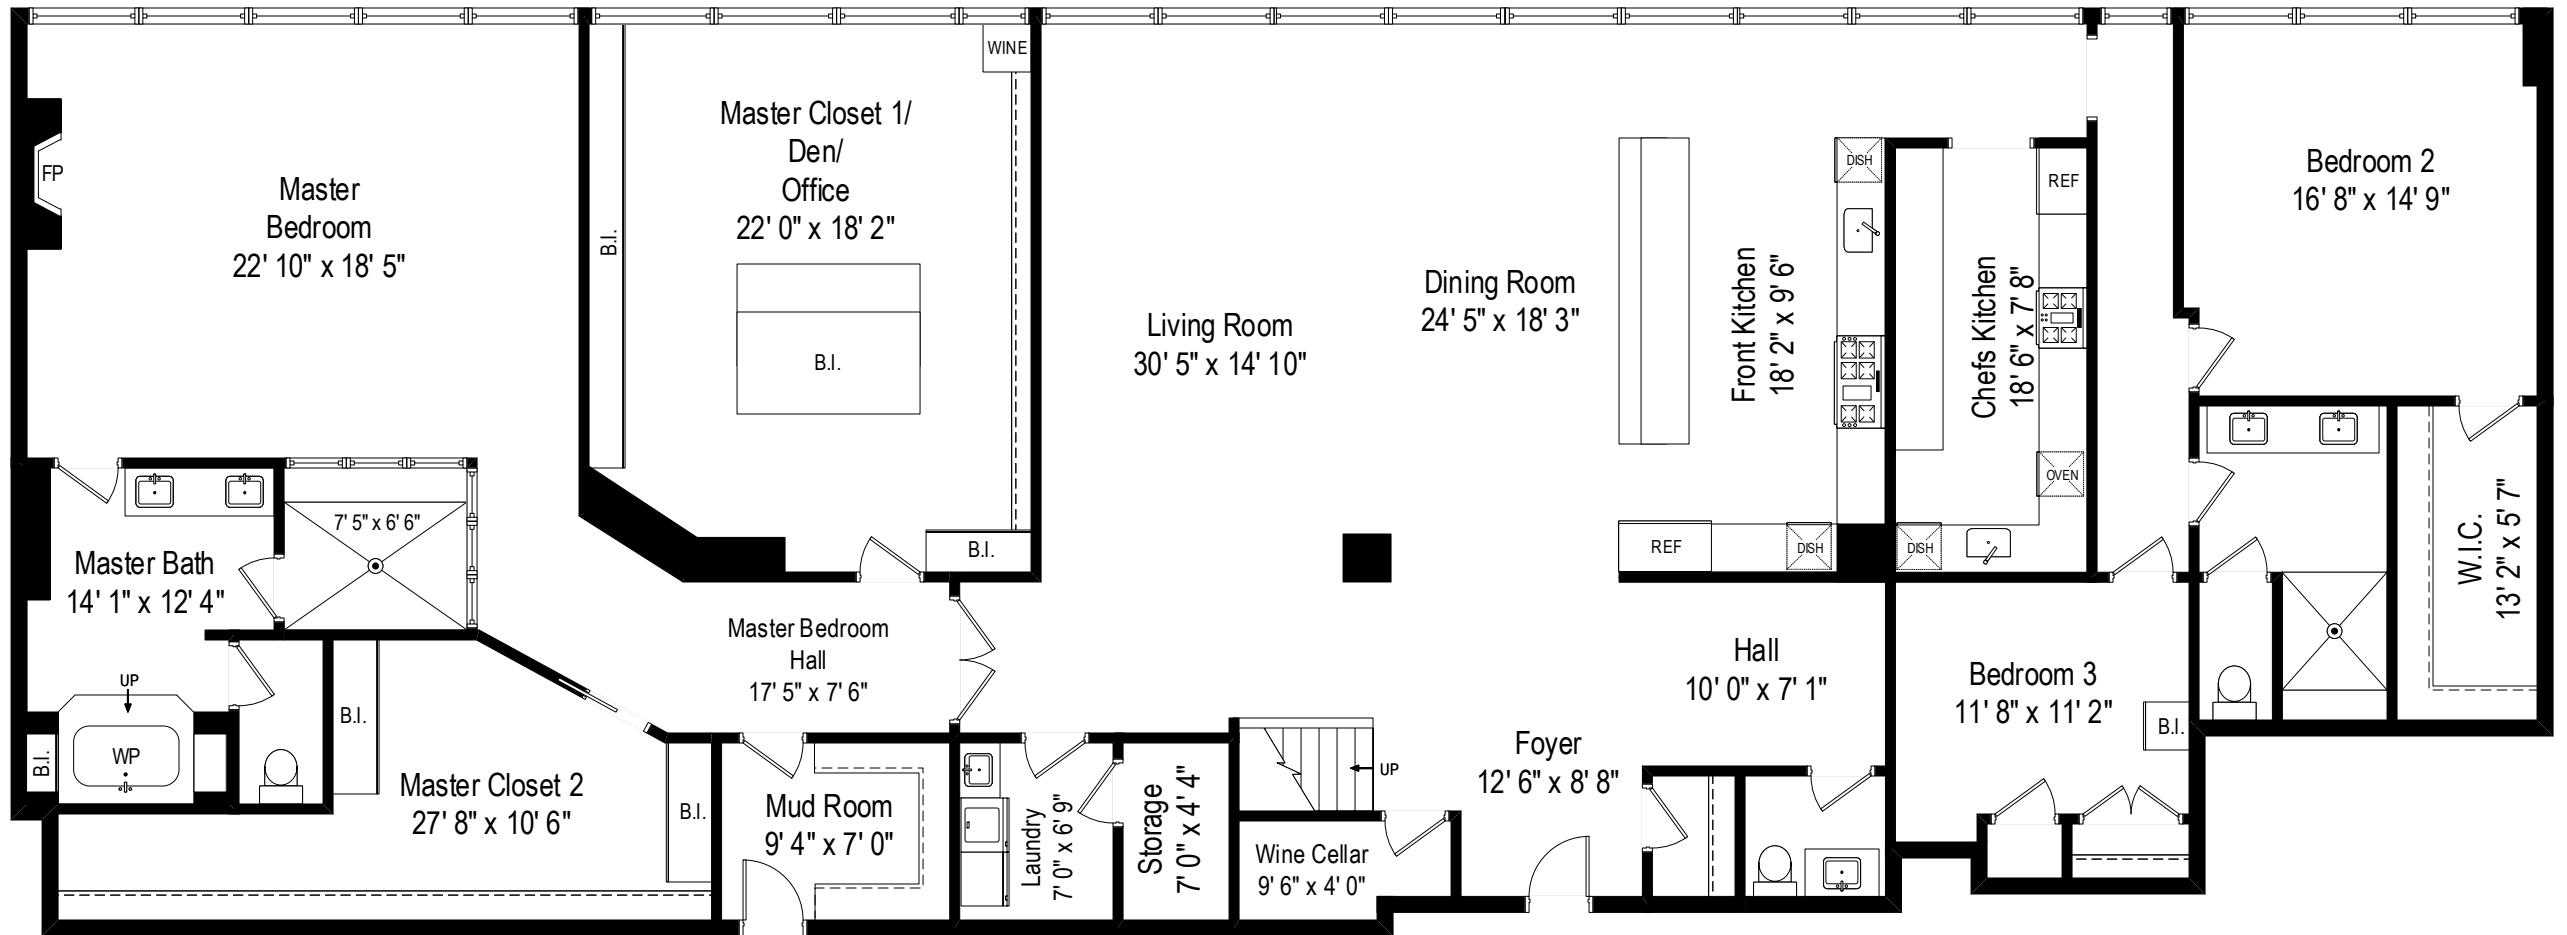 WINE
Master Closet 1/
Den/
Office
22' 0" x 18' 2"
B.I.
B.I.
B.I.
FP
Master
Bedroom
22' 10" x 18' 5"
Living Room
30' 5" x 14' 10"
Dining Room
24' 5" x 18' 3"
Front Kitchen
18' 2" x 9' 6"
DISH
REF
DISH
Chefs Kitchen
18' 6" x 7' 8"
REF
OVEN
DISH
Bedroom 2
16' 8" x 14' 9"
W.I.C.
13' 2" x 5' 7"
7' 5" x 6' 6"
Master Bath
14' 1" x 12' 4"
UP
WP
B.I.
B.I.
Master Closet 2
27' 8" x 10' 6"
B.I.
Master Bedroom
Hall
17' 5" x 7' 6"
Mud Room
9' 4" x 7' 0"
Laundry
7' 0" x 6' 9"
Storage
7' 0" x 4' 4"
UP
Wine Cellar
9' 6" x 4' 0"
Foyer
12' 6" x 8' 8"
Hall
10' 0" x 7' 1"
Bedroom 3
11' 8" x 11' 2"
B.I.